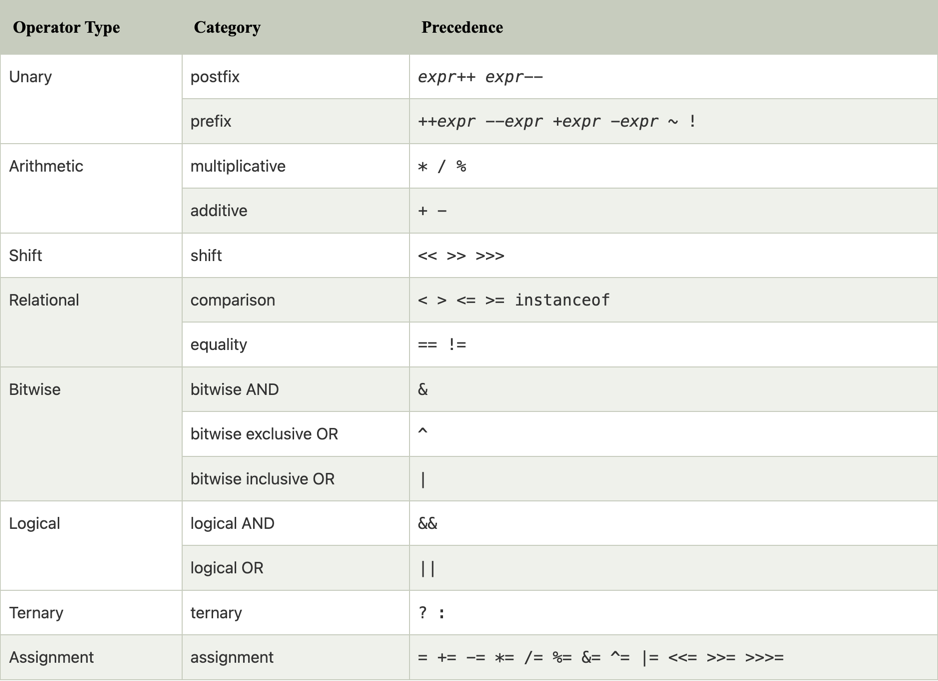 Operator Type Category Precedence
Unary postfix expr++ expr--
prefix ++expr --expr +expr -expr ~ !
Arithmetic multiplicative * / %
additive + -
Shift shift << >> >>>
Relational comparison < > <= >= instanceof
equality == !=
Bitwise bitwise AND &
bitwise exclusive OR ^
bitwise inclusive OR |
Logical logical AND &&
logical OR ||
Ternary ternary ? :
Assignment assignment = += -= *= /= %= &= ^= |= <<= >>= >>>=